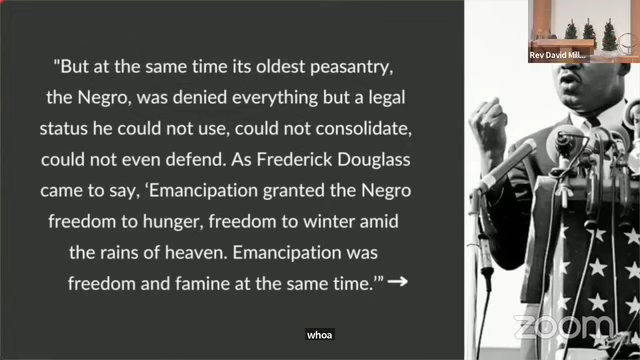 "But at the same time its oldest peasantry,
the Negro, was denied everything but a legal
status he could not use, could not consolidate,
could not even defend. As Frederick Douglass
came to say, ‘Emancipation granted the Negro
freedom to hunger, freedom to winter amid
the rains of heaven. Emancipation was
freedom and famine at the same time.’"
Rev David Mil...
whoa
zoom